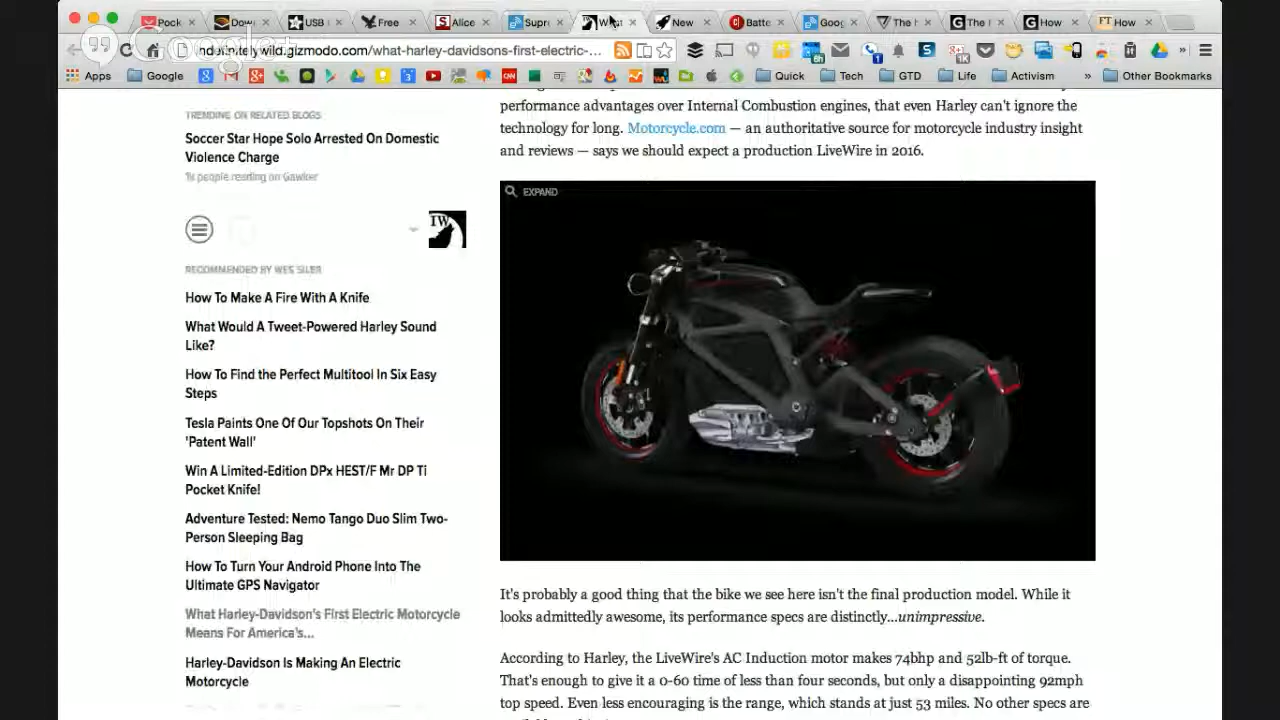 Pock
Dow
USB
Free
Alice
Supr
New
Batte
Goog
The
The
How
How
Google+
.gizmodo.com/what-harley-davidsons-first-electric-...
Apps
Google
Quick
Tech
GTD
Life
Activism
»
Other Bookmarks
TRENDING ON RELATED BLOGS
Soccer Star Hope Solo Arrested On Domestic
Violence Charge
1k people reading on Gawker
IW
RECOMMENDED BY WES SILER
How To Make A Fire With A Knife
What Would A Tweet-Powered Harley Sound
Like?
How To Find the Perfect Multitool In Six Easy
Steps
Tesla Paints One Of Our Topshots On Their
'Patent Wall'
Win A Limited-Edition DPx HEST/F Mr DP Ti
Pocket Knife!
Adventure Tested: Nemo Tango Duo Slim Two-
Person Sleeping Bag
How To Turn Your Android Phone Into The
Ultimate GPS Navigator
What Harley-Davidson's First Electric Motorcycle
Means For America's...
Harley-Davidson Is Making An Electric
Motorcycle
performance advantages over Internal Combustion engines, that even Harley can't ignore the
technology for long. Motorcycle.com — an authoritative source for motorcycle industry insight
and reviews — says we should expect a production LiveWire in 2016.
EXPAND
It's probably a good thing that the bike we see here isn't the final production model. While it
looks admittedly awesome, its performance specs are distinctly...unimpressive.
According to Harley, the LiveWire's AC Induction motor makes 74bhp and 52lb-ft of torque.
That's enough to give it a 0-60 time of less than four seconds, but only a disappointing 92mph
top speed. Even less encouraging is the range, which stands at just 53 miles. No other specs are